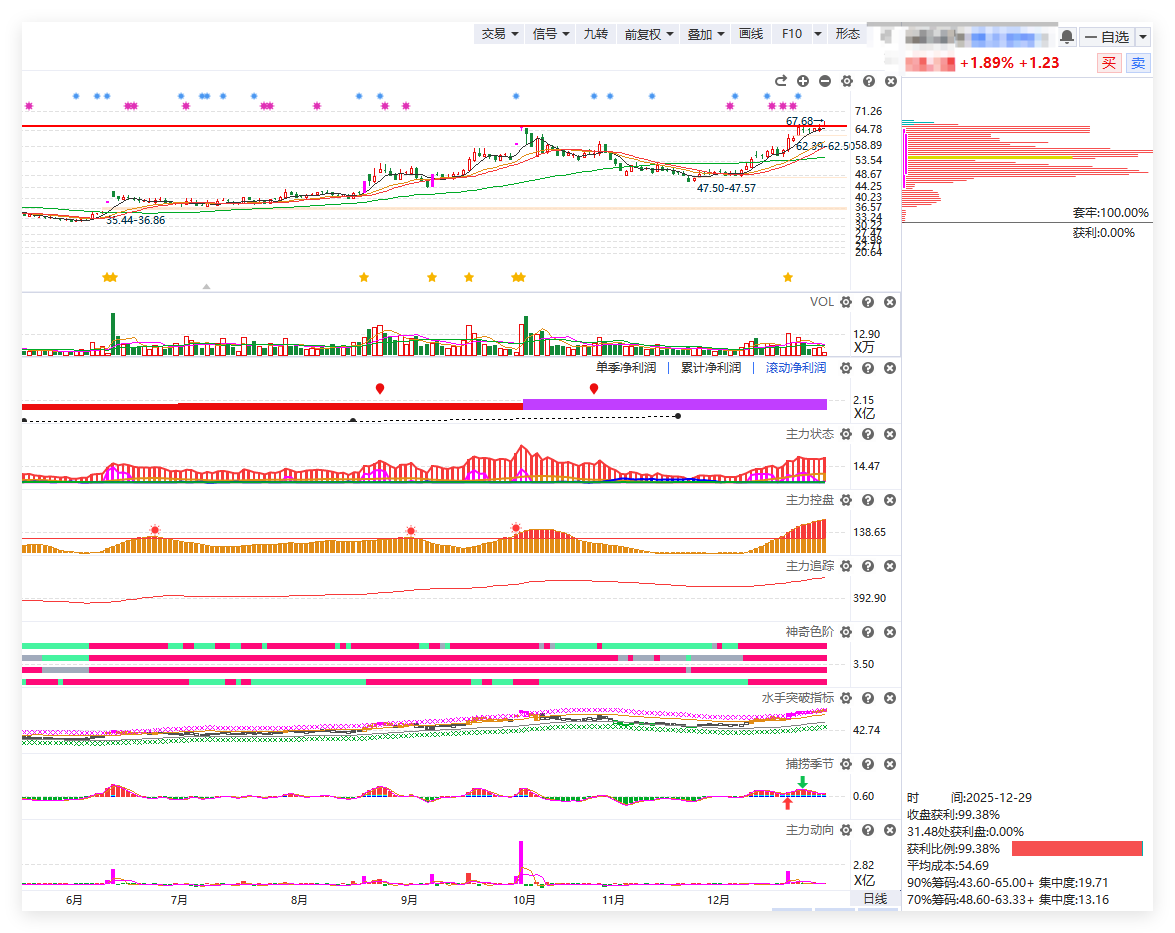 交易 信号 九转 前复权 叠加 画线 F10 形态
自选
+1.89% +1.23 买 卖
71.26
67.68
64.78
62.39-62.50
58.89
53.54
48.67
47.50-47.57
44.25
40.23
36.57
35.44-36.86
33.24
30.22
27.47
24.98
22.71
20.64
套牢:100.00%
获利:0.00%
VOL
12.90
X万
单季净利润 | 累计净利润 | 滚动净利润
2.15
X亿
主力状态
14.47
主力控盘
138.65
主力追踪
392.90
神奇色阶
3.50
水手突破指标
42.74
捕捞季节
0.60
主力动向
2.82
X亿
6月 7月 8月 9月 10月 11月 12月 日线
时 间:2025-12-29
收盘获利:99.38%
31.48处获利盘:0.00%
获利比例:99.38%
平均成本:54.69
90%筹码:43.60-65.00+ 集中度:19.71
70%筹码:48.60-63.33+ 集中度:13.16